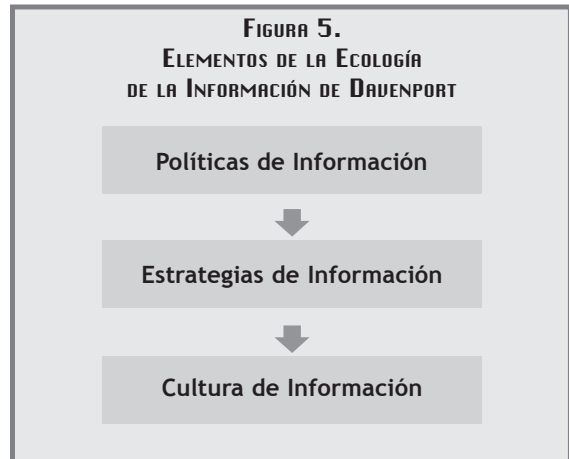 Figura 5.
Elementos de la Ecología
de la Información de Davenport
Políticas de Información
Estrategias de Información
Cultura de Información